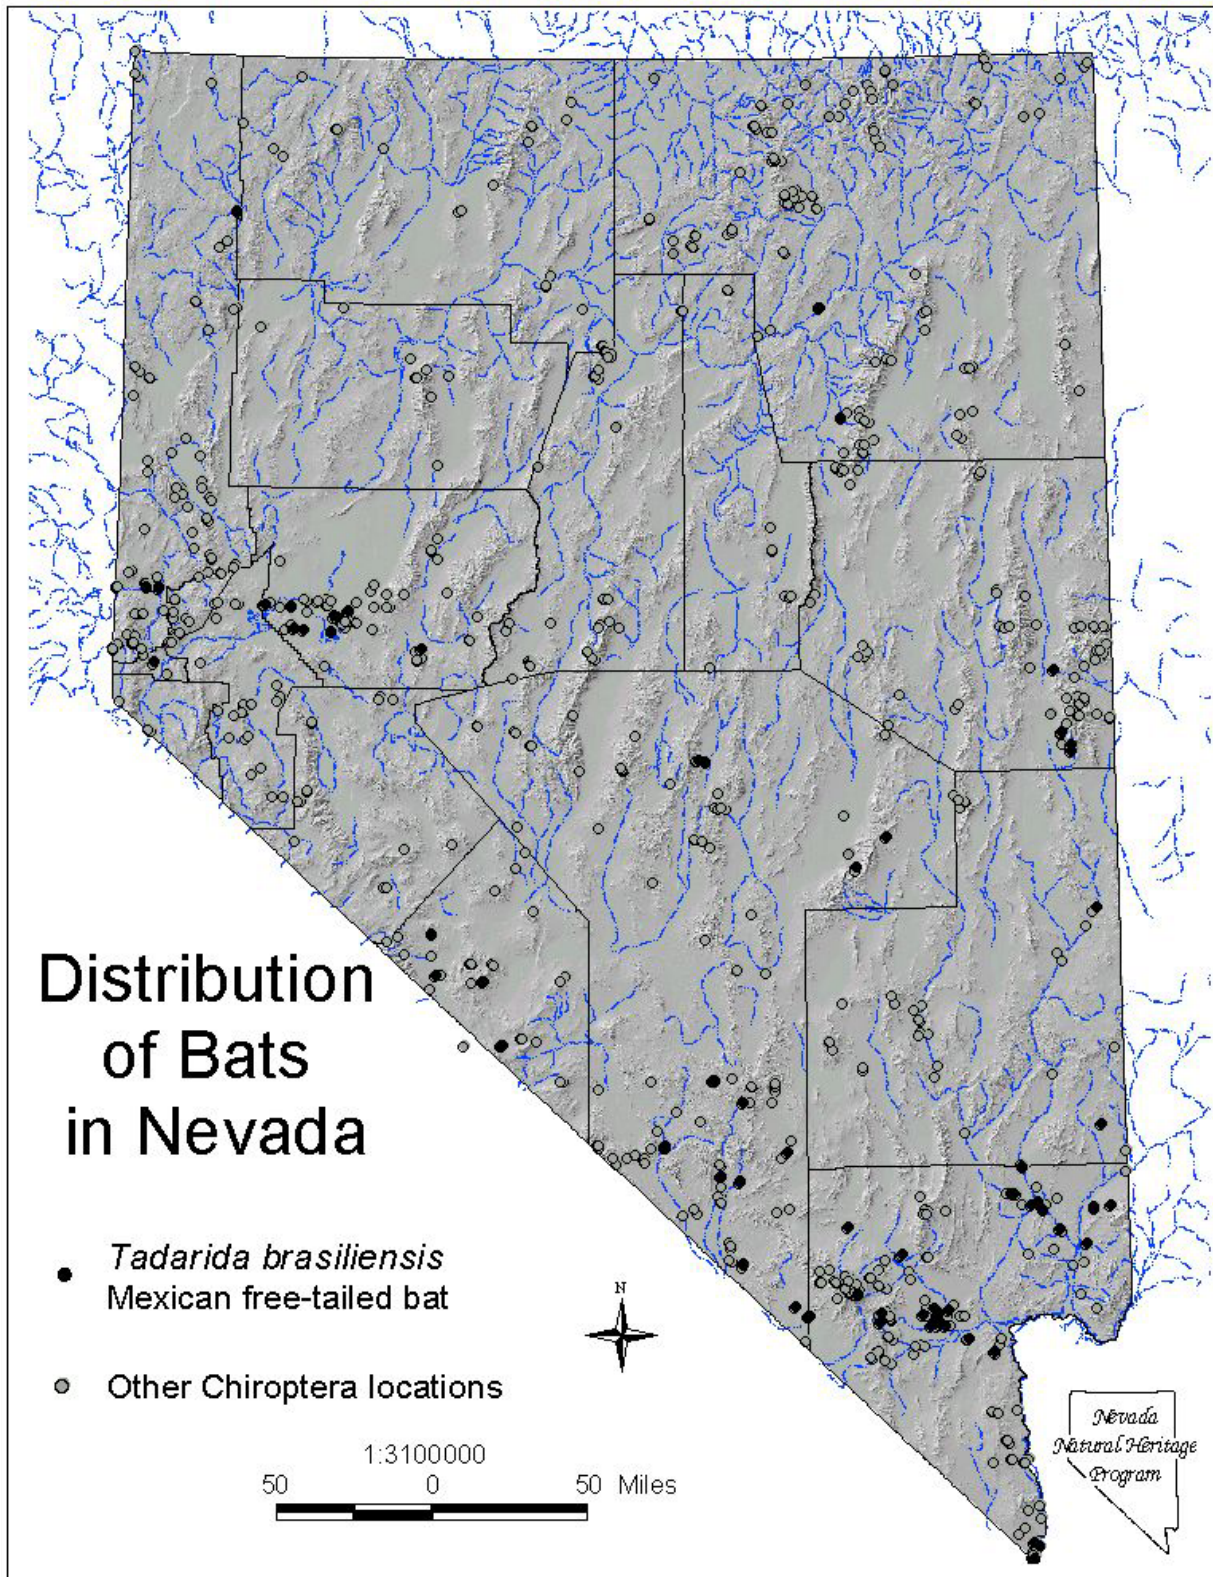 Distribution
of Bats
in Nevada
Tadarida brasiliensis
Mexican free-tailed bat
Other Chiroptera locations
1:3100000
50 0 50 Miles
N
Nevada
Natural Heritage
Program